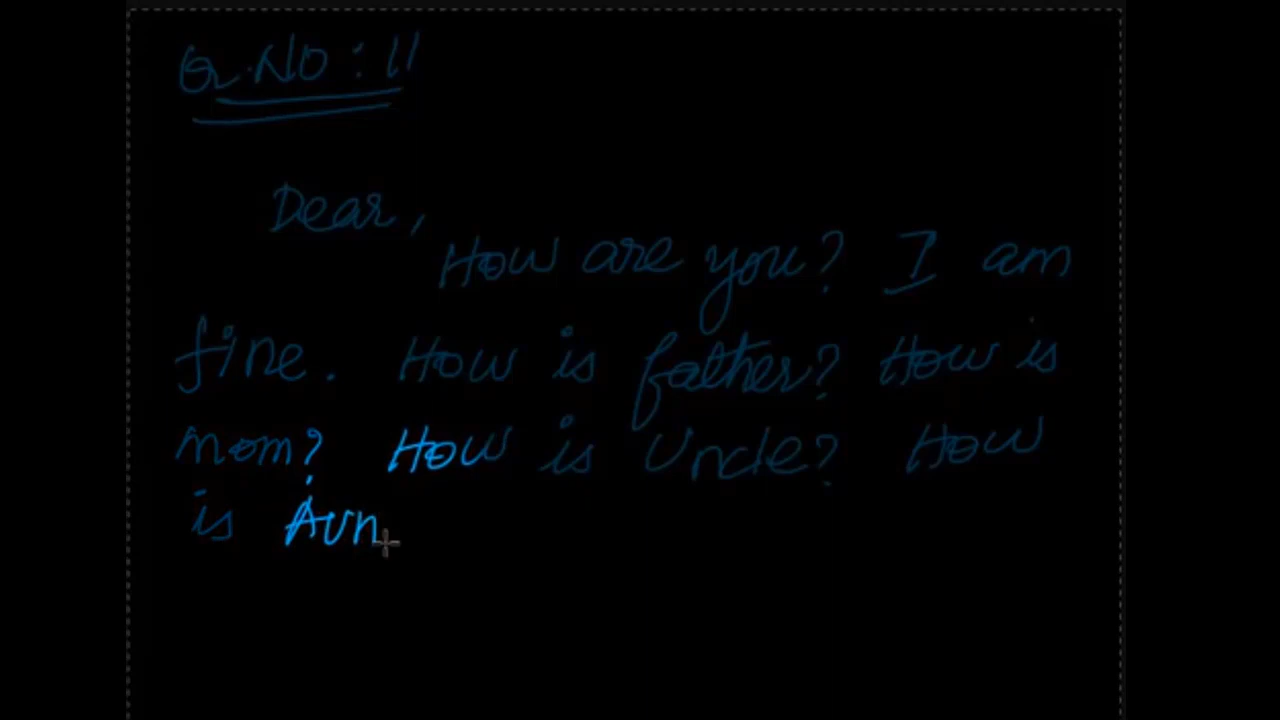 Qr.No : 11
Dear,
How are you? I am
fine. How is father? How is
mom? How is Uncle? How
is Aun